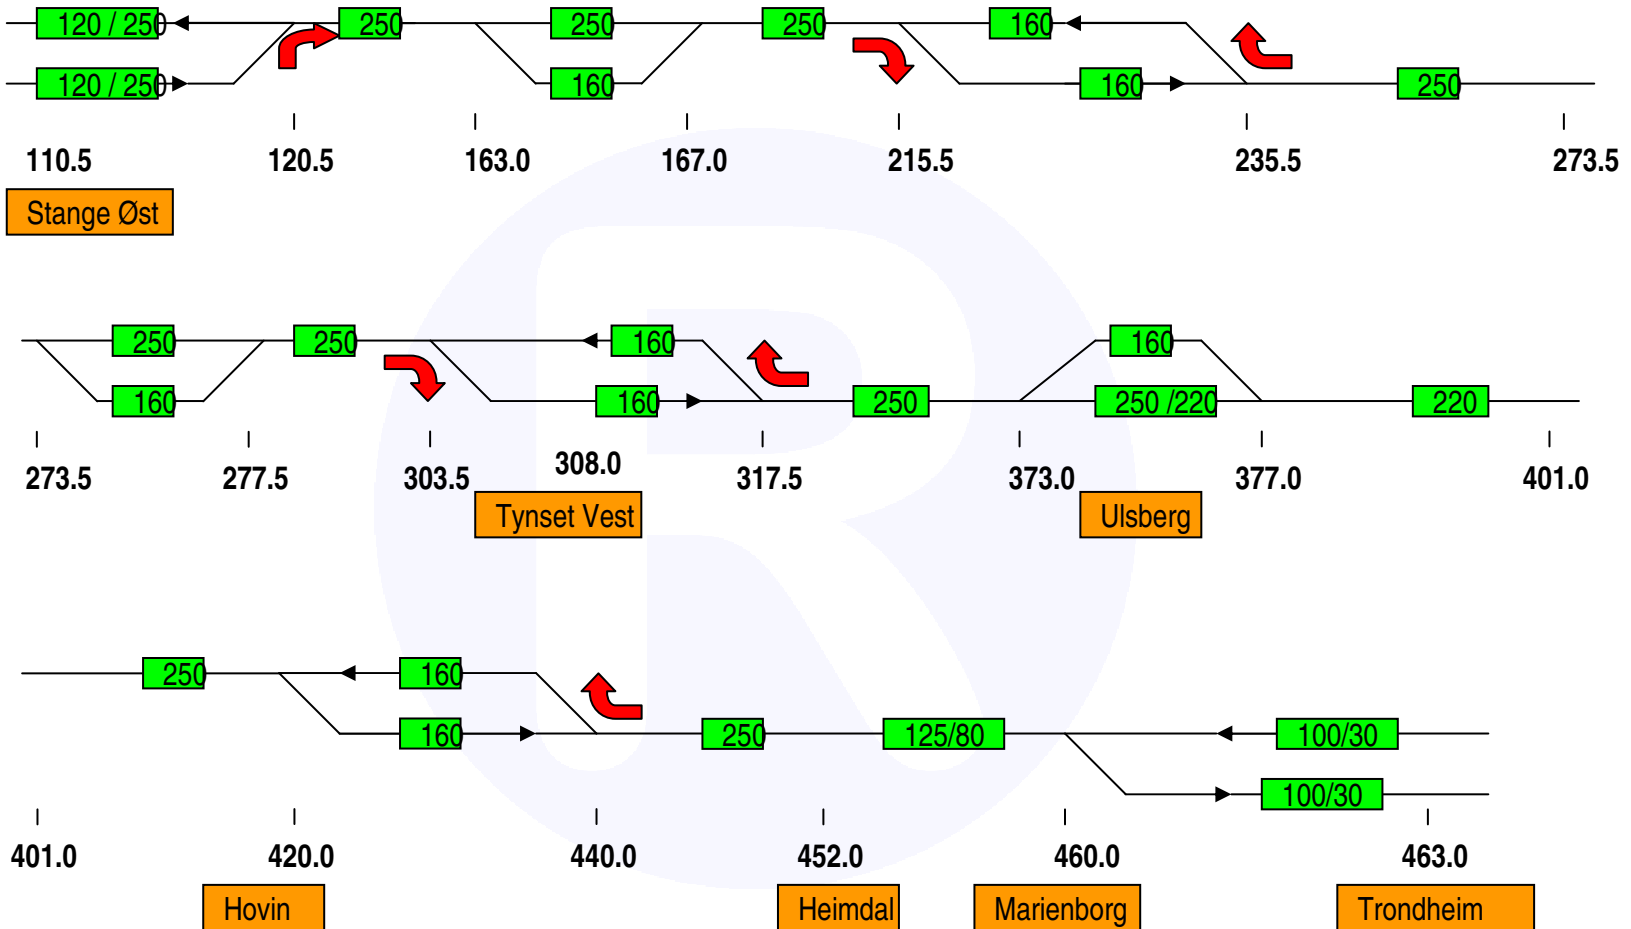 120 / 250 250 250 250 160
120 / 250 160 160 250
110.5 120.5 163.0 167.0 215.5 235.5 273.5
Stange Øst
250 250 160 160
160 160 250 250 /220 220
273.5 277.5 303.5 308.0 317.5 373.0 377.0 401.0
Tynset Vest Ulsberg
250 160
160 250 125/80 100/30
100/30
401.0 420.0 440.0 452.0 460.0 463.0
Hovin Heimdal Marienborg Trondheim
R